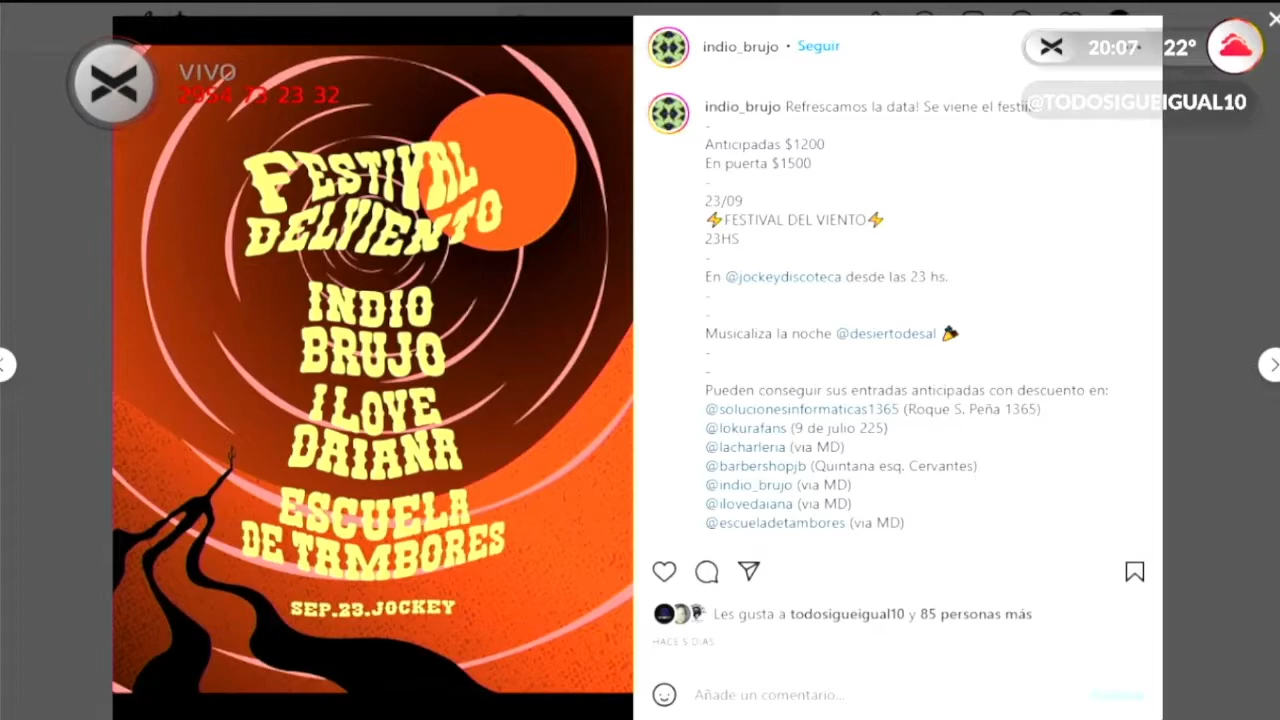 VIVO
2954 73 23 32
FESTIVAL
DEL VIENTO
INDIO
BRUJO
I LOVE
DAIANA
ESCUELA
DE TAMBORES
SEP.23.JOCKEY
indio_brujo • Seguir
20:07 22°
@TODOSIGUEIGUAL10
indio_brujo Refrescamos la data! Se viene el
-
Anticipadas $1200
En puerta $1500
-
23/09
⚡FESTIVAL DEL VIENTO⚡
23HS
-
En @jockeydiscoteca desde las 23 hs.
-
-
Musicaliza la noche @desiertodesal 🎉
-
-
Pueden conseguir sus entradas anticipadas con descuento en:
@solucionesinformaticas1365 (Roque S. Peña 1365)
@lokurafans (9 de julio 225)
@lacharleria (via MD)
@barbershopjb (Quintana esq. Cervantes)
@indio_brujo (via MD)
@ilovedaiana (via MD)
@escueladetambores (via MD)
Les gusta a todosigueigual10 y 85 personas más
HACE 5 DÍAS
Añade un comentario...